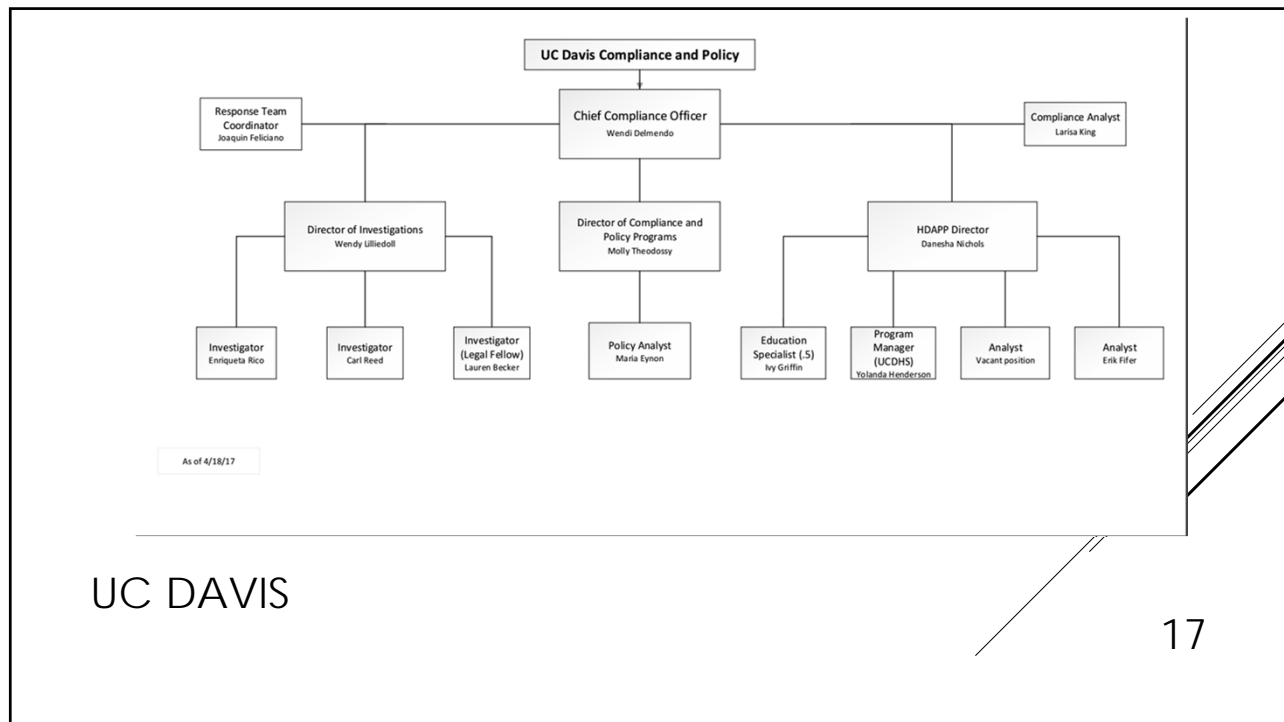 UC Davis Compliance and Policy
Response Team
Coordinator
Joaquin Feliciano
Chief Compliance Officer
Wendi Delmendo
Compliance Analyst
Larisa King
Director of Investigations
Wendy Lilliedoll
Director of Compliance and
Policy Programs
Molly Theodossy
HDAPP Director
Danesha Nichols
Investigator
Enriqueta Rico
Investigator
Carl Reed
Investigator
(Legal Fellow)
Lauren Becker
Policy Analyst
Maria Eynon
Education
Specialist (.5)
Ivy Griffin
Program
Manager
(UCDHS)
Yolanda Henderson
Analyst
Vacant position
Analyst
Erik Fifer
As of 4/18/17
UC DAVIS
17